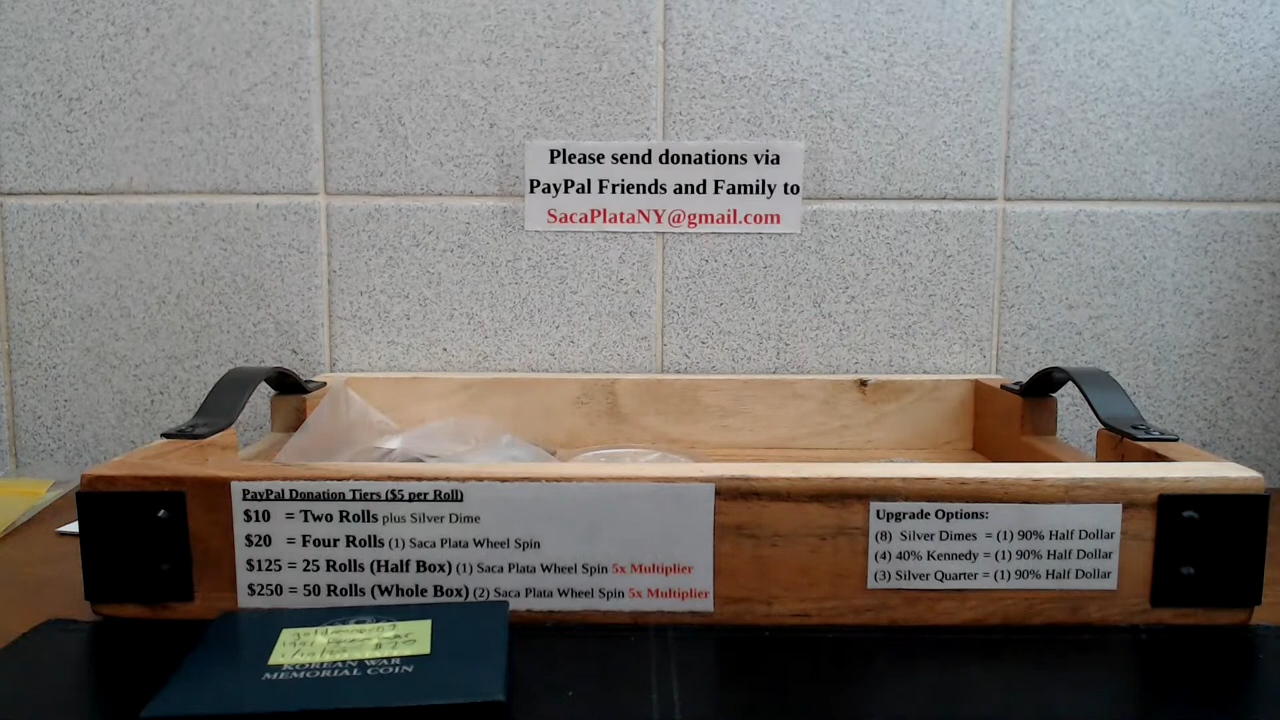 Please send donations via
PayPal Friends and Family to
SacaPlataNY@gmail.com
PayPal Donation Tiers ($5 per Roll)
$10 = Two Rolls plus Silver Dime
$20 = Four Rolls (1) Saca Plata Wheel Spin
$125 = 25 Rolls (Half Box) (1) Saca Plata Wheel Spin 5x Multiplier
$250 = 50 Rolls (Whole Box) (2) Saca Plata Wheel Spin 5x Multiplier
Upgrade Options:
(8) Silver Dimes = (1) 90% Half Dollar
(4) 40% Kennedy = (1) 90% Half Dollar
(3) Silver Quarter = (1) 90% Half Dollar
1991
$70
KOREAN WAR
MEMORIAL COIN